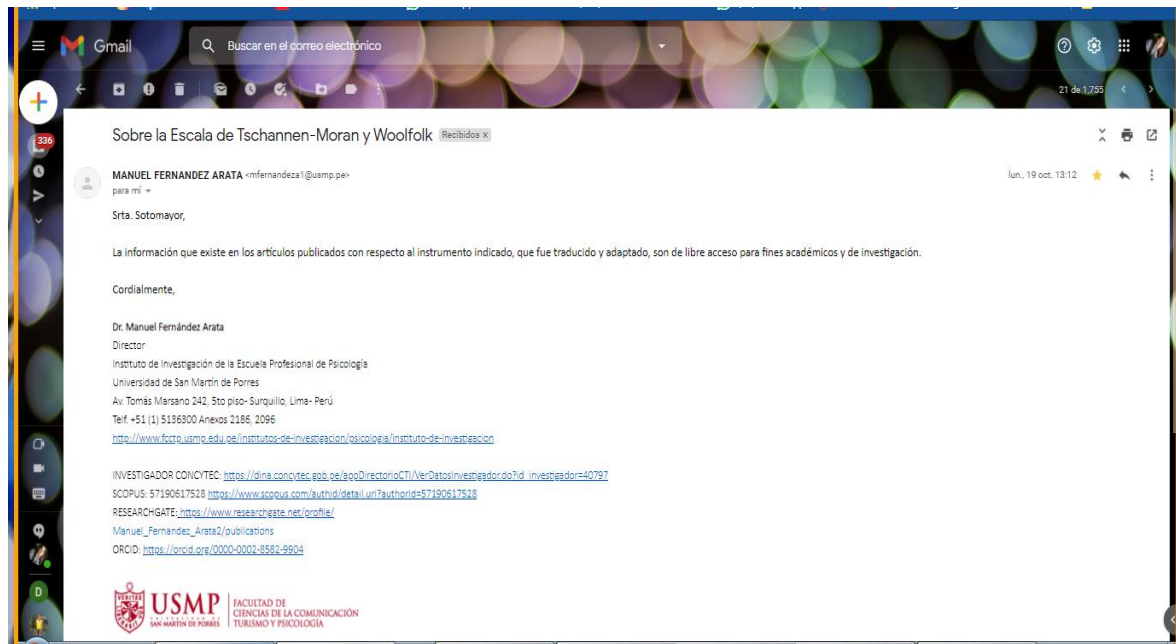 Gmail
Buscar en el correo electrónico
21 de 1,755
336
Sobre la Escala de Tschannen-Moran y Woolfolk Recibidos x
MANUEL FERNANDEZ ARATA <mfernandeza1@usmp.pe> lun., 19 oct. 13:12
para mí
Srta. Sotomayor,
La información que existe en los artículos publicados con respecto al instrumento indicado, que fue traducido y adaptado, son de libre acceso para fines académicos y de investigación.
Cordialmente,
Dr. Manuel Fernández Arata
Director
Instituto de Investigación de la Escuela Profesional de Psicología
Universidad de San Martín de Porres
Av. Tomás Marsano 242, 5to piso- Surquillo, Lima- Perú
Telf. +51 (1) 5136300 Anexos 2186, 2096
http://www.fcctp.usmp.edu.pe/institutos-de-investigacion/psicologia/instituto-de-investigacion
INVESTIGADOR CONCYTEC: https://dina.concytec.gob.pe/appDirectorioCTI/VerDatosInvestigador.do?id_investigador=40797
SCOPUS: 57190617528 https://www.scopus.com/authid/detail.uri?authorId=57190617528
RESEARCHGATE: https://www.researchgate.net/profile/
Manuel_Fernandez_Arata2/publications
ORCID: https://orcid.org/0000-0002-8582-9904
D
USMP
SAN MARTIN DE PORRES
FACULTAD DE
CIENCIAS DE LA COMUNICACIÓN
TURISMO Y PSICOLOGÍA